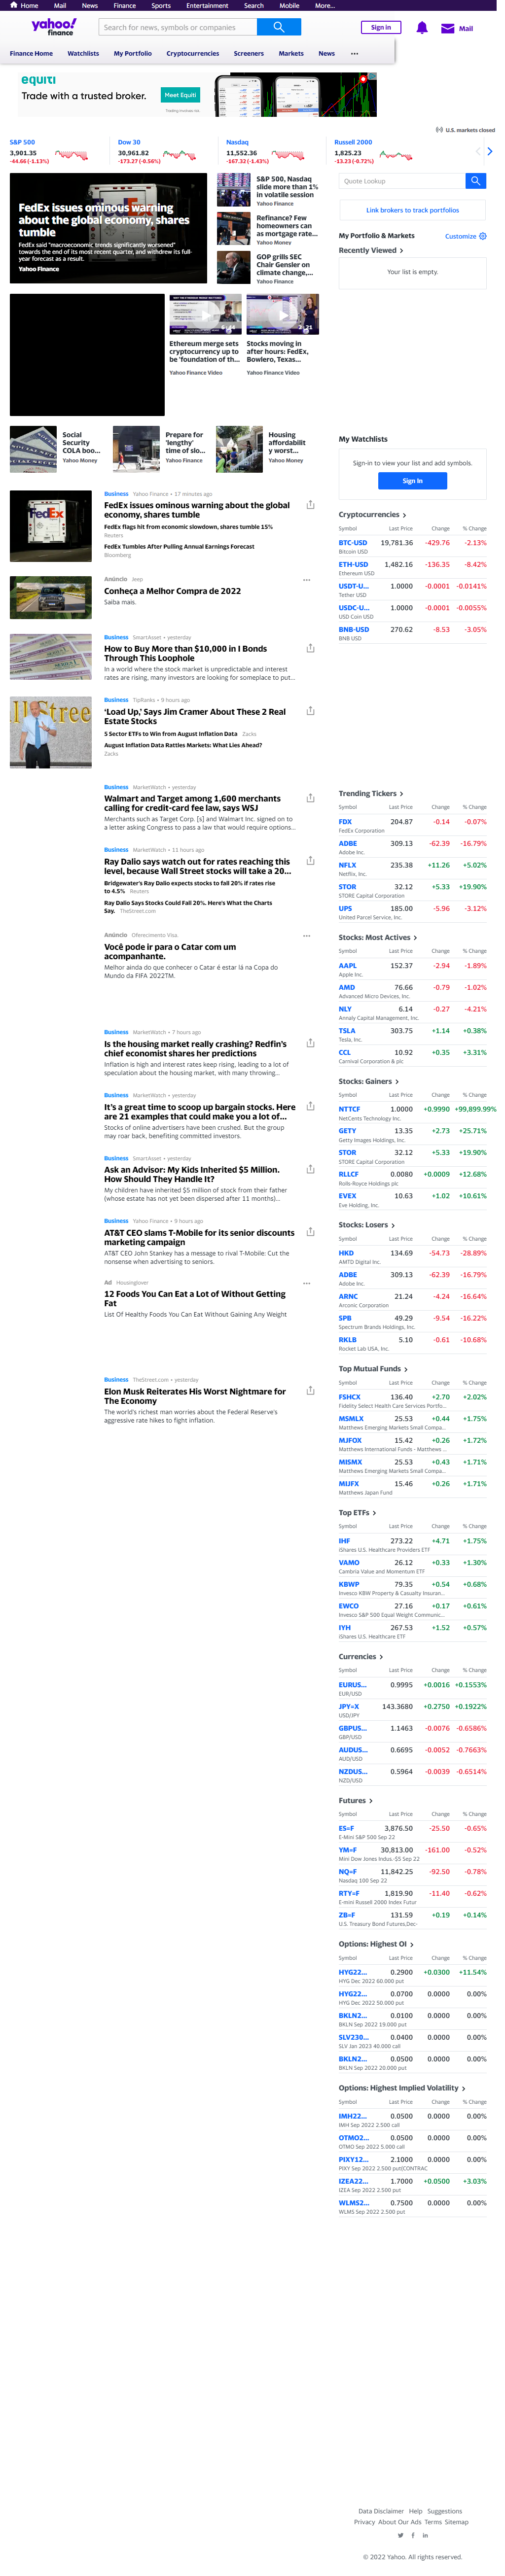 Home Mail News Finance Sports Entertainment Search Mobile More...
yahoo!
finance
Search for news, symbols or companies
Sign in
Mail
Finance Home Watchlists My Portfolio Cryptocurrencies Screeners Markets News ...
equiti
Trade with a trusted broker.
Meet Equiti
U.S. markets closed
S&P 500
3,901.35
-44.66 (-1.13%)
Dow 30
30,961.82
-173.27 (-0.56%)
Nasdaq
11,552.36
-167.32 (-1.43%)
Russell 2000
1,825.23
-13.23 (-0.72%)
FedEx issues ominous warning
about the global economy, shares
tumble
FedEx said "macroeconomic trends significantly worsened"
towards the end of its most recent quarter, and withdrew its full-
year forecast as a result.
Yahoo Finance
S&P 500, Nasdaq
slide more than 1%
in volatile session
Yahoo Finance
Refinance? Few
homeowners can
as mortgage rate...
Yahoo Money
GOP grills SEC
Chair Gensler on
climate change,...
Yahoo Finance
Quote Lookup
Link brokers to track portfolios
My Portfolio & Markets
Customize
Recently Viewed
Your list is empty.
Ethereum merge sets
cryptocurrency up to
be 'foundation of th...
Yahoo Finance Video
Stocks moving in
after hours: FedEx,
Bowlero, Texas...
Yahoo Finance Video
Social
Security
COLA boo...
Yahoo Money
Prepare for
'lengthy'
time of slo...
Yahoo Finance
Housing
affordabilit
y worst...
Yahoo Money
Business Yahoo Finance • 17 minutes ago
FedEx issues ominous warning about the global
economy, shares tumble
FedEx flags hit from economic slowdown, shares tumble 15%
Reuters
FedEx Tumbles After Pulling Annual Earnings Forecast
Bloomberg
Anúncio Jeep
Conheça a Melhor Compra de 2022
Saiba mais.
Business SmartAsset • yesterday
How to Buy More than $10,000 in I Bonds
Through This Loophole
In a world where the stock market is unpredictable and interest
rates are rising, many investors are looking for someplace to put...
Business TipRanks • 9 hours ago
'Load Up,' Says Jim Cramer About These 2 Real
Estate Stocks
5 Sector ETFs to Win from August Inflation Data Zacks
August Inflation Data Rattles Markets: What Lies Ahead?
Zacks
Business MarketWatch • yesterday
Walmart and Target among 1,600 merchants
calling for credit-card fee law, says WSJ
Merchants such as Target Corp. [s] and Walmart Inc. signed on to
a letter asking Congress to pass a law that would require options...
Business MarketWatch • 11 hours ago
Ray Dalio says watch out for rates reaching this
level, because Wall Street stocks will take a 20...
Bridgewater's Ray Dalio expects stocks to fall 20% if rates rise
to 4.5% Reuters
Ray Dalio Says Stocks Could Fall 20%. Here's What the Charts
Say. TheStreet.com
Anúncio Oferecimento Visa.
Você pode ir para o Catar com um
acompanhante.
Melhor ainda do que conhecer o Catar é estar lá na Copa do
Mundo da FIFA 2022TM.
Business MarketWatch • 7 hours ago
Is the housing market really crashing? Redfin's
chief economist shares her predictions
Inflation is high and interest rates keep rising, leading to a lot of
speculation about the housing market, with many throwing...
Business MarketWatch • yesterday
It's a great time to scoop up bargain stocks. Here
are 21 examples that could make you a lot of...
Stocks of online advertisers have been crushed. But the group
may roar back, benefiting committed investors.
Business SmartAsset • yesterday
Ask an Advisor: My Kids Inherited $5 Million.
How Should They Handle It?
My children have inherited $5 million of stock from their father
(whose estate has not yet been dispersed after 11 months)...
Business Yahoo Finance • 9 hours ago
AT&T CEO slams T-Mobile for its senior discounts
marketing campaign
AT&T CEO John Stankey has a message to rival T-Mobile: Cut the
nonsense when advertising to seniors.
Ad Housinglover
12 Foods You Can Eat a Lot of Without Getting
Fat
List Of Healthy Foods You Can Eat Without Gaining Any Weight
Business TheStreet.com • yesterday
Elon Musk Reiterates His Worst Nightmare for
The Economy
The world's richest man worries about the Federal Reserve's
aggressive rate hikes to fight inflation.
My Watchlists
Sign-in to view your list and add symbols.
Sign In
Cryptocurrencies
Symbol Last Price Change % Change
BTC-USD 19,781.36 -429.76 -2.13%
Bitcoin USD
ETH-USD 1,482.16 -136.35 -8.42%
Ethereum USD
USDT-U... 1.0000 -0.0001 -0.0141%
Tether USD
USDC-U... 1.0000 -0.0001 -0.0055%
USD Coin USD
BNB-USD 270.62 -8.53 -3.05%
BNB USD
Trending Tickers
Symbol Last Price Change % Change
FDX 204.87 -0.14 -0.07%
FedEx Corporation
ADBE 309.13 -62.39 -16.79%
Adobe Inc.
NFLX 235.38 +11.26 +5.02%
Netflix, Inc.
STOR 32.12 +5.33 +19.90%
STORE Capital Corporation
UPS 185.00 -5.96 -3.12%
United Parcel Service, Inc.
Stocks: Most Actives
Symbol Last Price Change % Change
AAPL 152.37 -2.94 -1.89%
Apple Inc.
AMD 76.66 -0.79 -1.02%
Advanced Micro Devices, Inc.
NLY 6.14 -0.27 -4.21%
Annaly Capital Management, Inc.
TSLA 303.75 +1.14 +0.38%
Tesla, Inc.
CCL 10.92 +0.35 +3.31%
Carnival Corporation & plc
Stocks: Gainers
Symbol Last Price Change % Change
NTTCF 1.0000 +0.9990 +99,899.99%
NetCents Technology Inc.
GETY 13.35 +2.73 +25.71%
Getty Images Holdings, Inc.
STOR 32.12 +5.33 +19.90%
STORE Capital Corporation
RLLCF 0.0080 +0.0009 +12.68%
Rolls-Royce Holdings plc
EVEX 10.63 +1.02 +10.61%
Eve Holding, Inc.
Stocks: Losers
Symbol Last Price Change % Change
HKD 134.69 -54.73 -28.89%
AMTD Digital Inc.
ADBE 309.13 -62.39 -16.79%
Adobe Inc.
ARNC 21.24 -4.24 -16.64%
Arconic Corporation
SPB 49.29 -9.54 -16.22%
Spectrum Brands Holdings, Inc.
RKLB 5.10 -0.61 -10.68%
Rocket Lab USA, Inc.
Top Mutual Funds
Symbol Last Price Change % Change
FSHCX 136.40 +2.70 +2.02%
Fidelity Select Health Care Services Portfo...
MSMLX 25.53 +0.44 +1.75%
Matthews Emerging Markets Small Compa...
MJFOX 15.42 +0.26 +1.72%
Matthews International Funds - Matthews ...
MISMX 25.53 +0.43 +1.71%
Matthews Emerging Markets Small Compa...
MIJFX 15.46 +0.26 +1.71%
Matthews Japan Fund
Top ETFs
Symbol Last Price Change % Change
IHF 273.22 +4.71 +1.75%
iShares U.S. Healthcare Providers ETF
VAMO 26.12 +0.33 +1.30%
Cambria Value and Momentum ETF
KBWP 79.35 +0.54 +0.68%
Invesco KBW Property & Casualty Insuran...
EWCO 27.16 +0.17 +0.61%
Invesco S&P 500 Equal Weight Communic...
IYH 267.53 +1.52 +0.57%
iShares U.S. Healthcare ETF
Currencies
Symbol Last Price Change % Change
EURUS... 0.9995 +0.0016 +0.1553%
EUR/USD
JPY=X 143.3680 +0.2750 +0.1922%
USD/JPY
GBPUS... 1.1463 -0.0076 -0.6586%
GBP/USD
AUDUS... 0.6695 -0.0052 -0.7663%
AUD/USD
NZDUS... 0.5964 -0.0039 -0.6514%
NZD/USD
Futures
Symbol Last Price Change % Change
ES=F 3,876.50 -25.50 -0.65%
E-Mini S&P 500 Sep 22
YM=F 30,813.00 -161.00 -0.52%
Mini Dow Jones Indus.-$5 Sep 22
NQ=F 11,842.25 -92.50 -0.78%
Nasdaq 100 Sep 22
RTY=F 1,819.90 -11.40 -0.62%
E-mini Russell 2000 Index Futur
ZB=F 131.59 +0.19 +0.14%
U.S. Treasury Bond Futures,Dec-
Options: Highest OI
Symbol Last Price Change % Change
HYG22... 0.2900 +0.0300 +11.54%
HYG Dec 2022 60.000 put
HYG22... 0.0700 0.0000 0.00%
HYG Dec 2022 50.000 put
BKLN2... 0.0100 0.0000 0.00%
BKLN Sep 2022 19.000 put
SLV230... 0.0400 0.0000 0.00%
SLV Jan 2023 40.000 call
BKLN2... 0.0500 0.0000 0.00%
BKLN Sep 2022 20.000 put
Options: Highest Implied Volatility
Symbol Last Price Change % Change
IMH22... 0.0500 0.0000 0.00%
IMH Sep 2022 2.500 call
OTMO2... 0.0500 0.0000 0.00%
OTMO Sep 2022 5.000 call
PIXY12... 2.1000 0.0000 0.00%
PIXY Sep 2022 2.500 put(CONTRAC
IZEA22... 1.7000 +0.0500 +3.03%
IZEA Sep 2022 2.500 put
WLMS2... 0.7500 0.0000 0.00%
WLMS Sep 2022 2.500 put
Data Disclaimer Help Suggestions
Privacy About Our Ads Terms Sitemap
© 2022 Yahoo. All rights reserved.